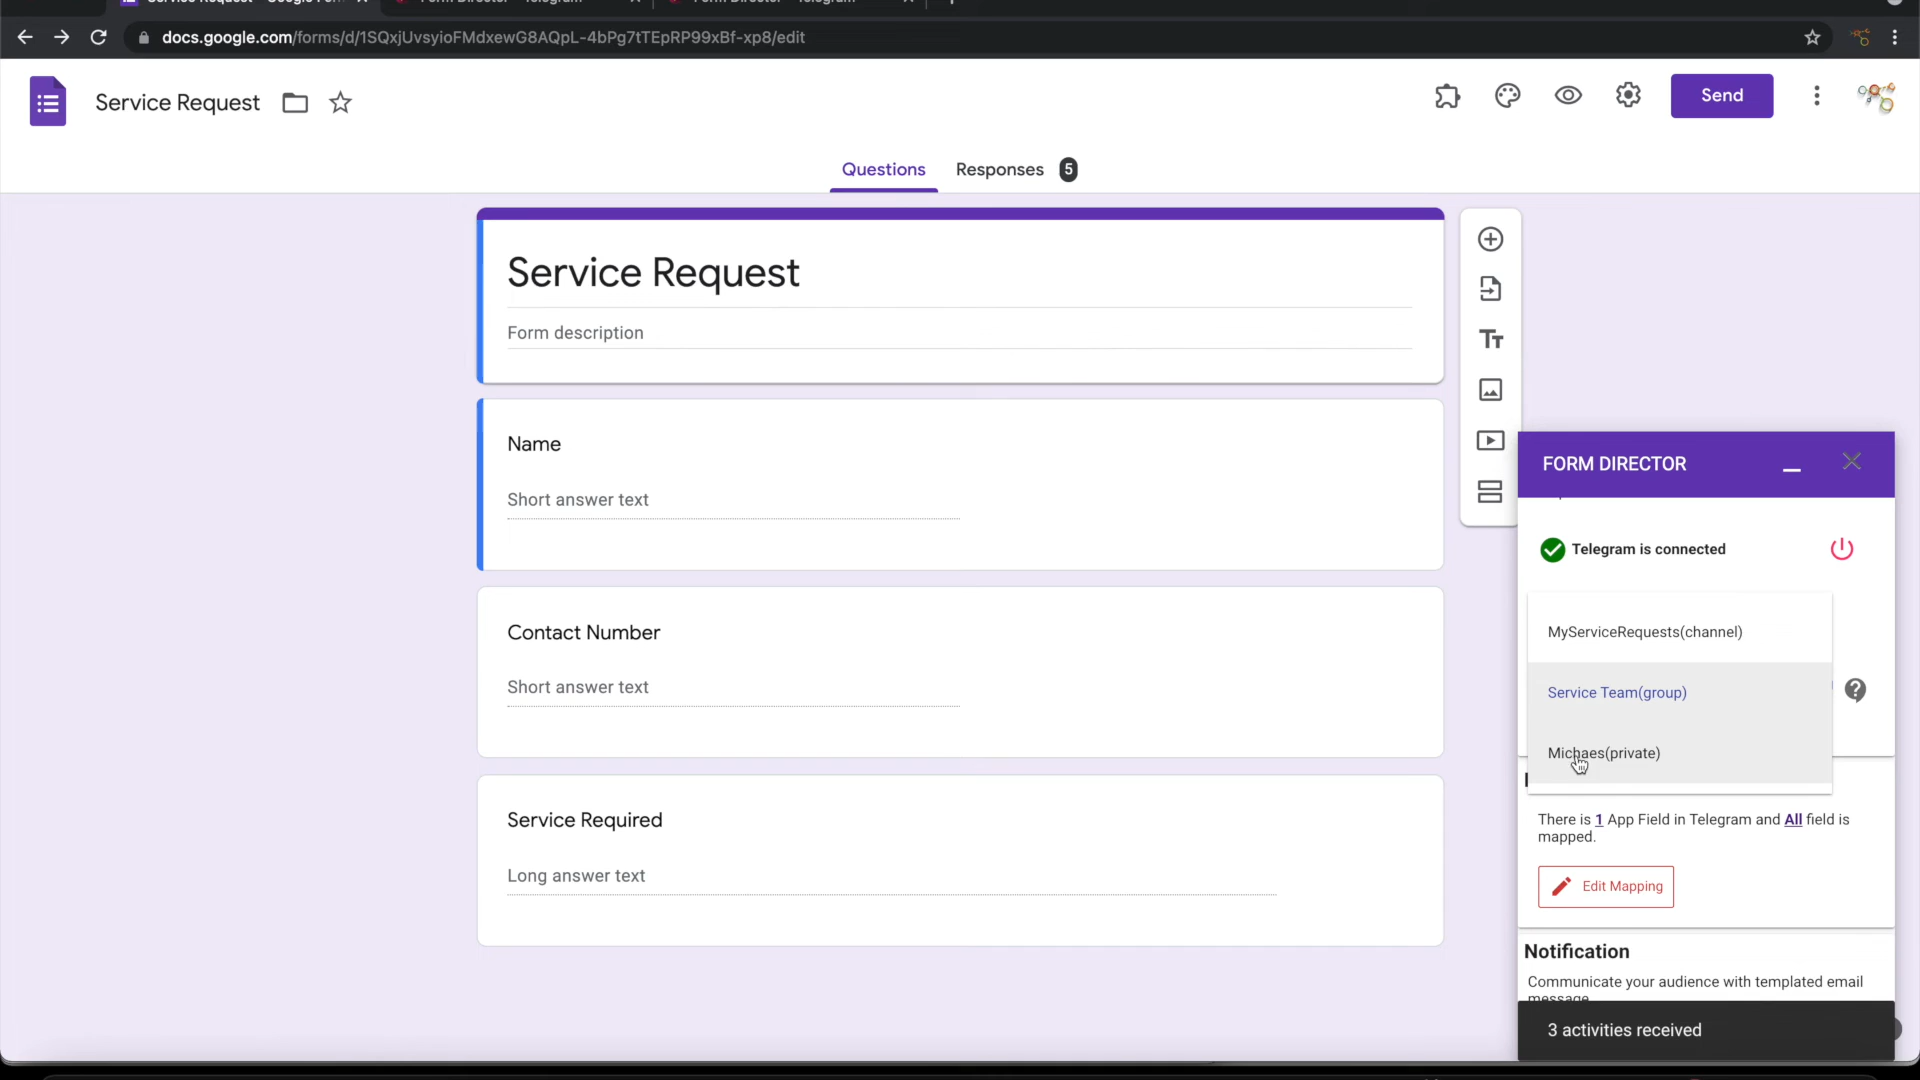 docs.google.com/forms/d/1SQxjUvsyioFMdxewG8AQpL-4bPg7tTEpRP99xBf-xp8/edit
Service Request
Send
Questions
Responses 5
Service Request
Form description
Name
Short answer text
Contact Number
Short answer text
Service Required
Long answer text
FORM DIRECTOR
Telegram is connected
MyServiceRequests(channel)
Service Team(group)
Michaes(private)
There is 1 App Field in Telegram and All field is
mapped.
Edit Mapping
Notification
Communicate your audience with templated email
message
3 activities received